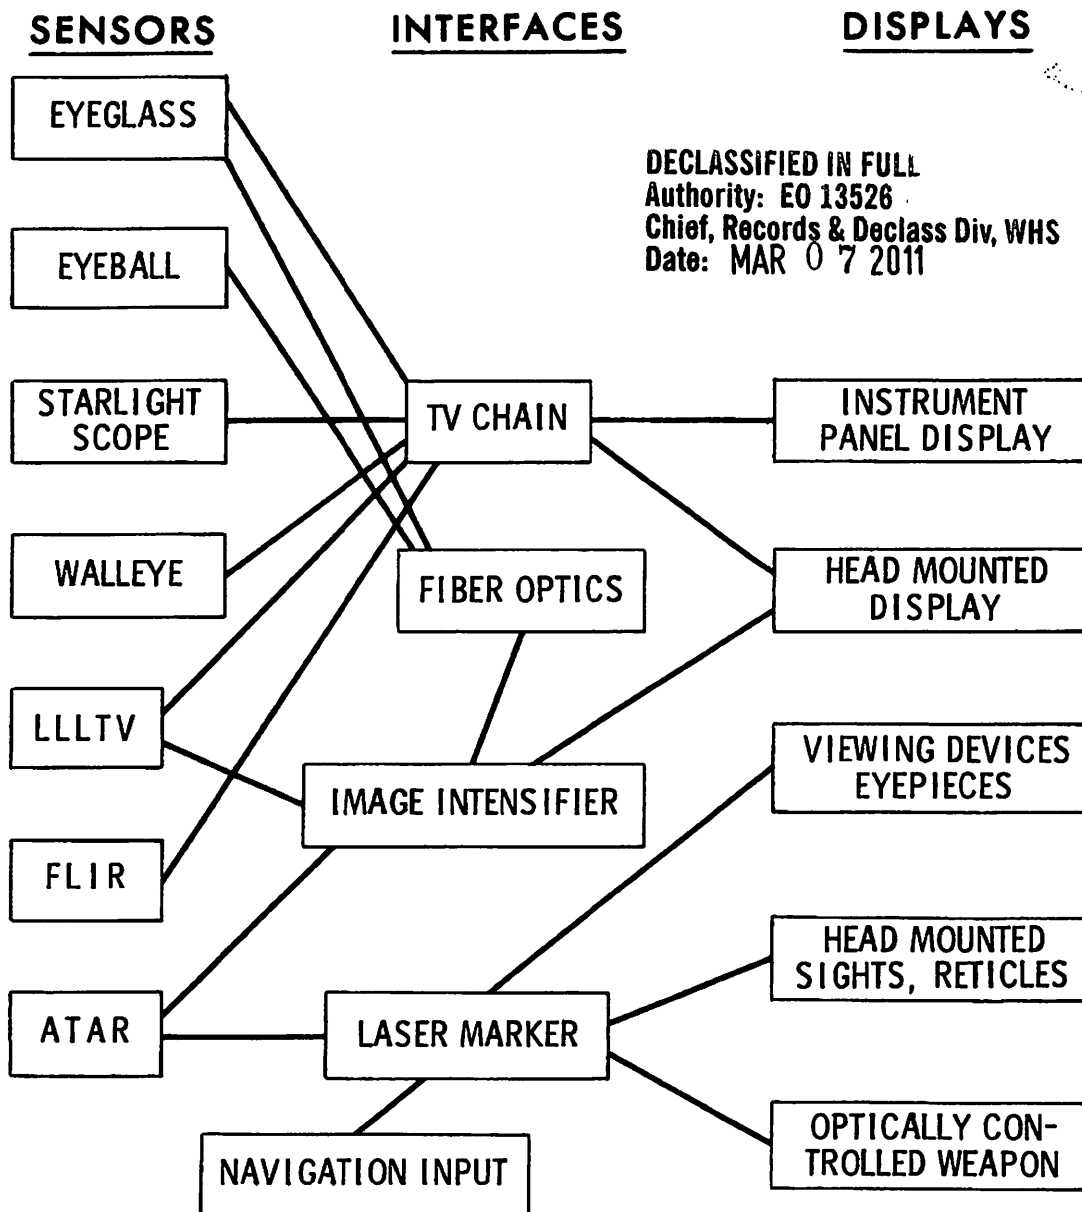 SENSORS
INTERFACES
DISPLAYS
EYEGLASS
DECLASSIFIED IN FULL
Authority: EO 13526
Chief, Records & Declass Div, WHS
Date: MAR 07 2011
EYEBALL
STARLIGHT
SCOPE
TV CHAIN
INSTRUMENT
PANEL DISPLAY
WALLEYE
FIBER OPTICS
HEAD MOUNTED
DISPLAY
LLLTV
IMAGE INTENSIFIER
VIEWING DEVICES
EYEPIECES
FLIR
HEAD MOUNTED
SIGHTS, RETICLES
ATAR
LASER MARKER
OPTICALLY CON-
TROLLED WEAPON
NAVIGATION INPUT